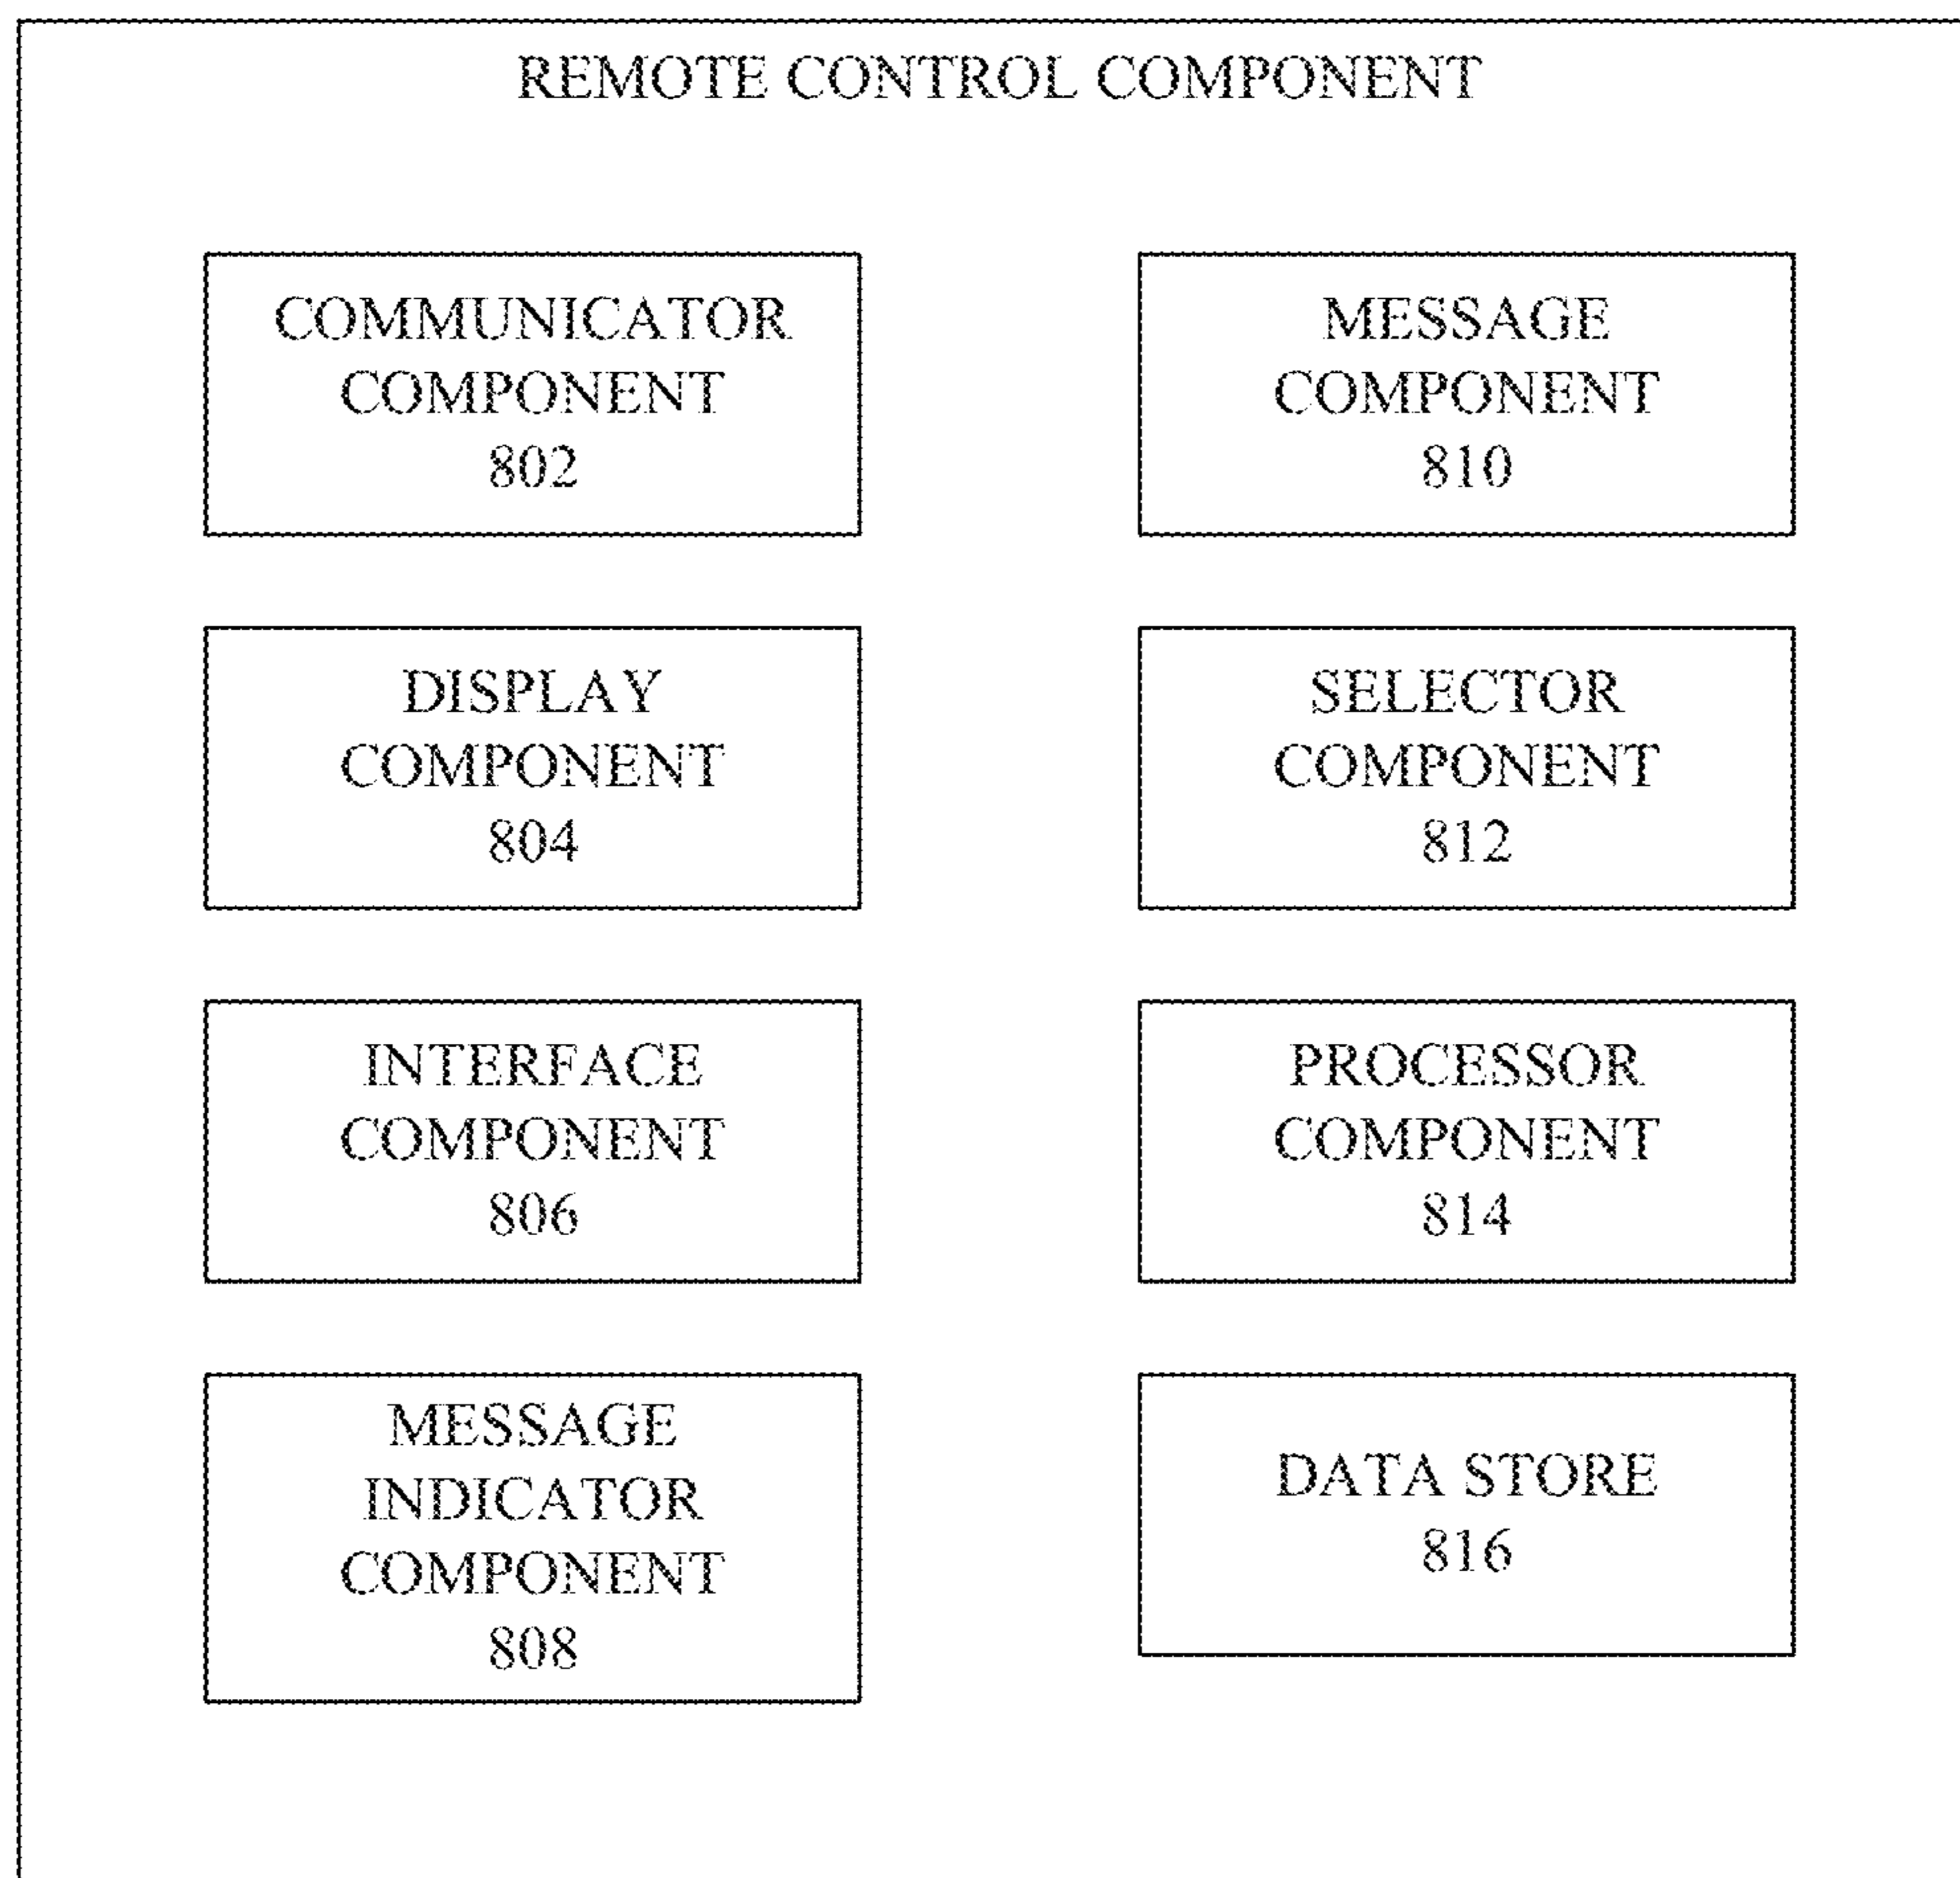 REMOTE CONTROL COMPONENT
COMMUNICATOR
COMPONENT
802
MESSAGE
COMPONENT
810
DISPLAY
COMPONENT
804
SELECTOR
COMPONENT
812
INTERFACE
COMPONENT
806
PROCESSOR
COMPONENT
814
MESSAGE
INDICATOR
COMPONENT
808
DATA STORE
816